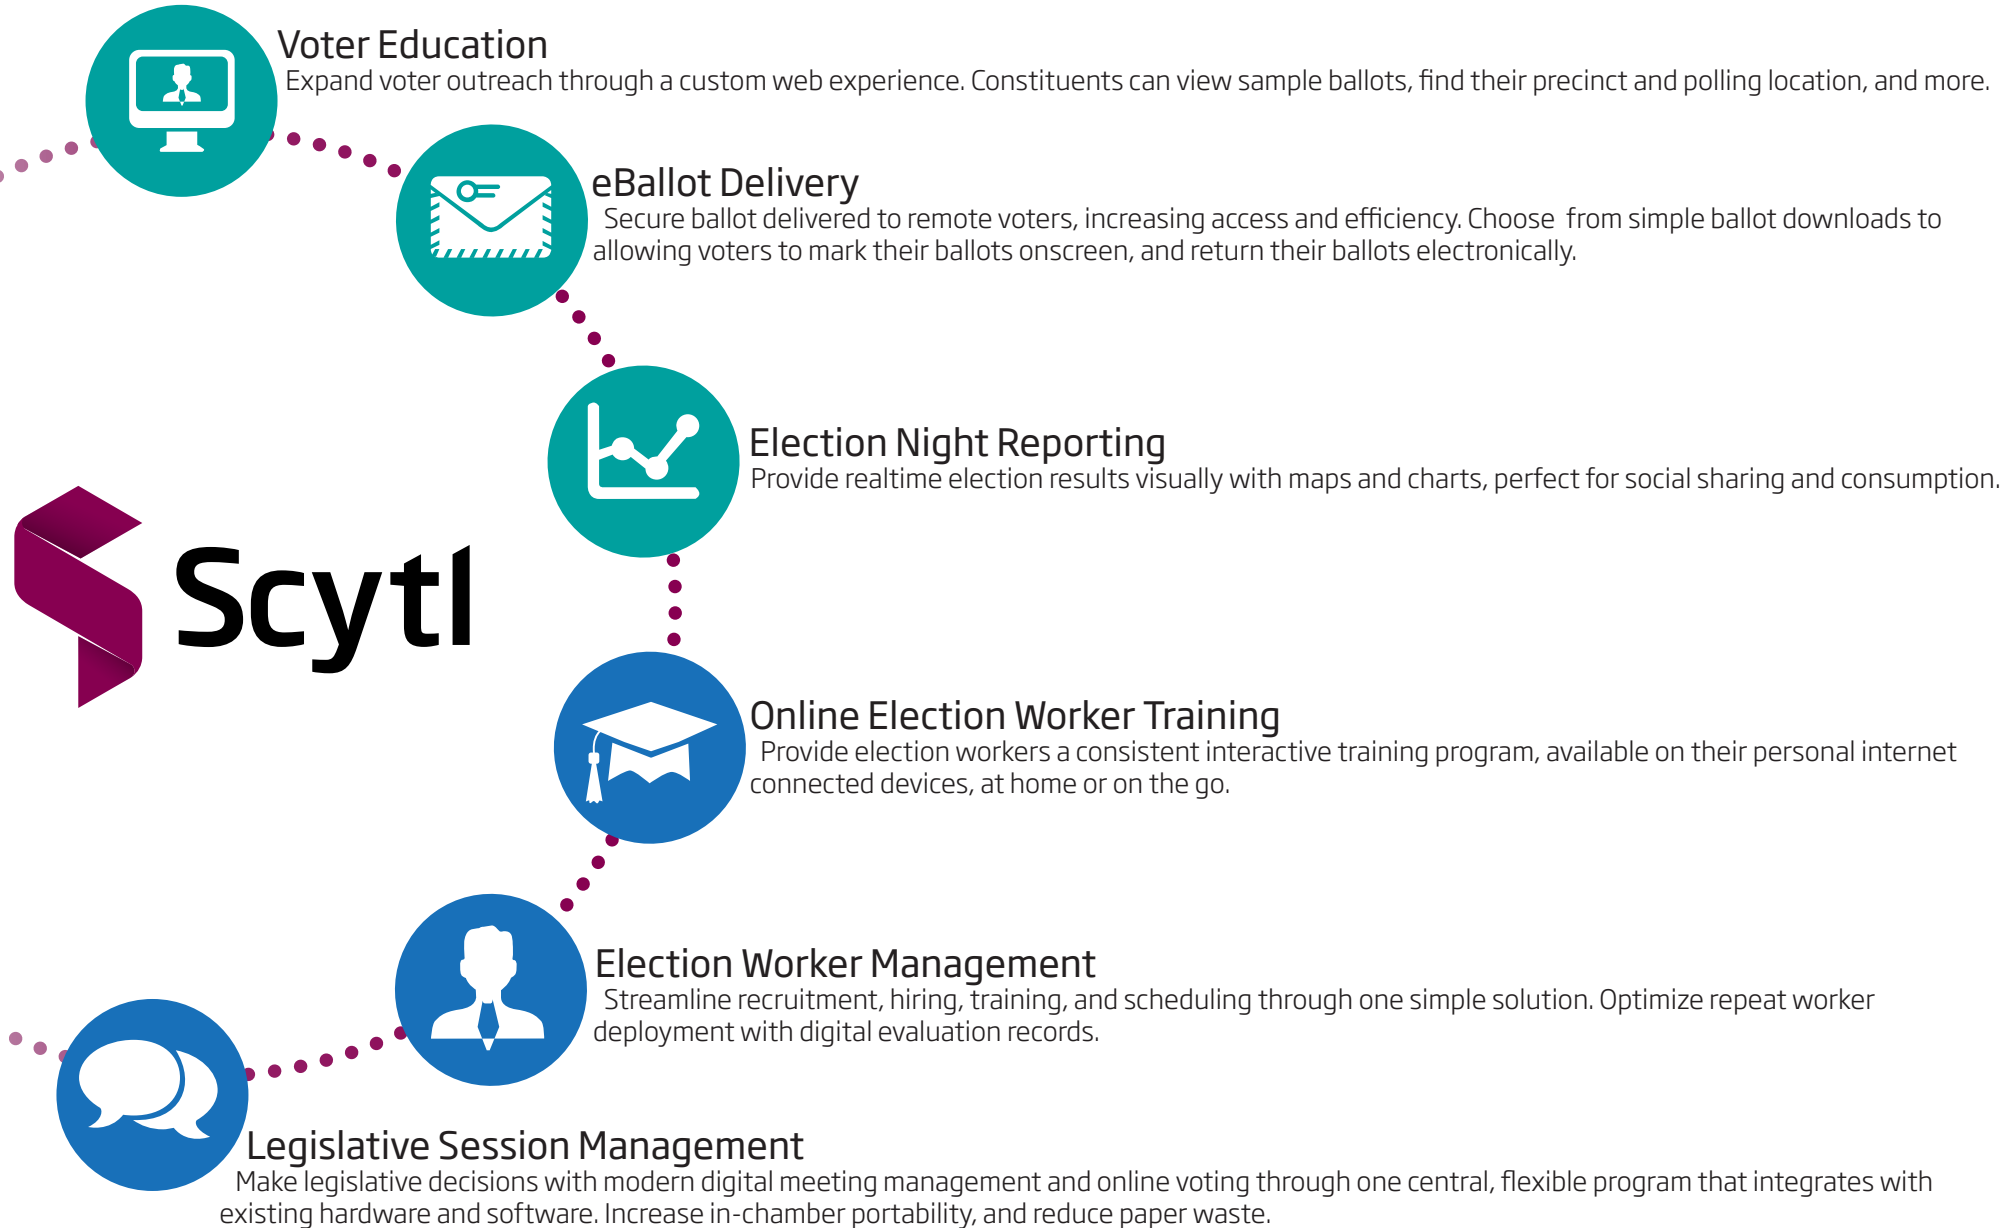 Voter Education
Expand voter outreach through a custom web experience. Constituents can view sample ballots, find their precinct and polling location, and more.
eBallot Delivery
Secure ballot delivered to remote voters, increasing access and efficiency. Choose from simple ballot downloads to
allowing voters to mark their ballots onscreen, and return their ballots electronically.
Election Night Reporting
Provide realtime election results visually with maps and charts, perfect for social sharing and consumption.
Scytl
Online Election Worker Training
Provide election workers a consistent interactive training program, available on their personal internet
connected devices, at home or on the go.
Election Worker Management
Streamline recruitment, hiring, training, and scheduling through one simple solution. Optimize repeat worker
deployment with digital evaluation records.
Legislative Session Management
Make legislative decisions with modern digital meeting management and online voting through one central, flexible program that integrates with
existing hardware and software. Increase in-chamber portability, and reduce paper waste.